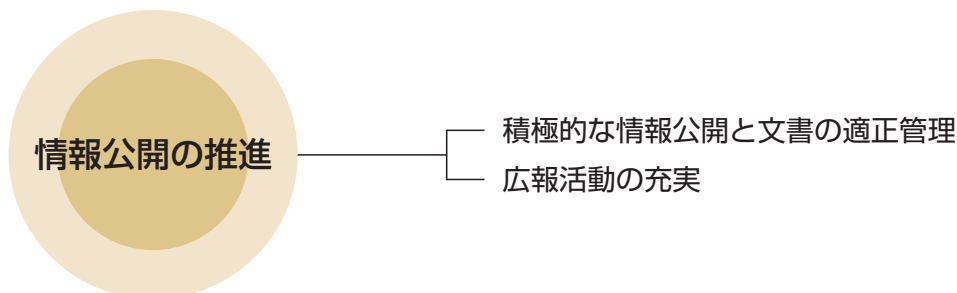 情報公開の推進
積極的な情報公開と文書の適正管理
広報活動の充実